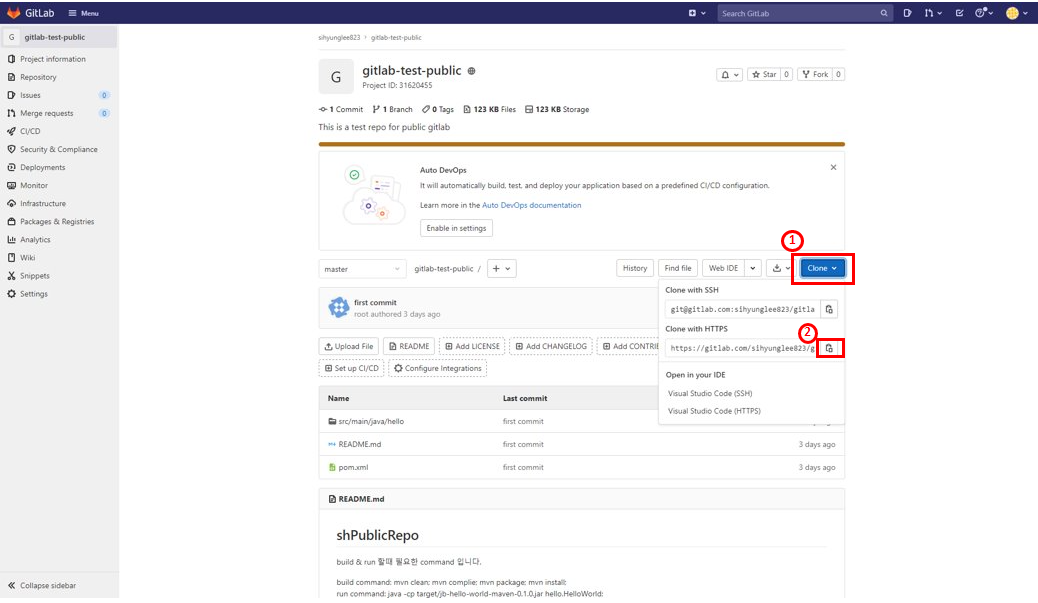 GitLab Menu Search GitLab
G gitlab-test-public
Project information
Repository
Issues 0
Merge requests 0
CI/CD
Security & Compliance
Deployments
Monitor
Infrastructure
Packages & Registries
Analytics
Wiki
Snippets
Settings
Collapse sidebar
sihyunglee823 › gitlab-test-public
G
gitlab-test-public
Project ID: 31620455
Star 0 Fork 0
1 Commit 1 Branch 0 Tags 123 KB Files 123 KB Storage
This is a test repo for public gitlab
Auto DevOps
It will automatically build, test, and deploy your application based on a predefined CI/CD configuration.
Learn more in the Auto DevOps documentation
Enable in settings
1
master gitlab-test-public / + History Find file Web IDE Clone
first commit
root authored 3 days ago
Clone with SSH
git@gitlab.com:sihyunglee823/gitla
2
Clone with HTTPS
https://gitlab.com/sihyunglee823/g
Open in your IDE
Visual Studio Code (SSH)
Visual Studio Code (HTTPS)
Upload File README Add LICENSE Add CHANGELOG Add CONTRIB
Set up CI/CD Configure Integrations
Name Last commit
src/main/java/hello first commit
README.md first commit 3 days ago
pom.xml first commit 3 days ago
README.md
shPublicRepo
build & run 할때 필요한 command 입니다.
build command: mvn clean; mvn complie; mvn package; mvn install;
run command: java -cp target/jb-hello-world-maven-0.1.0.jar hello.HelloWorld;